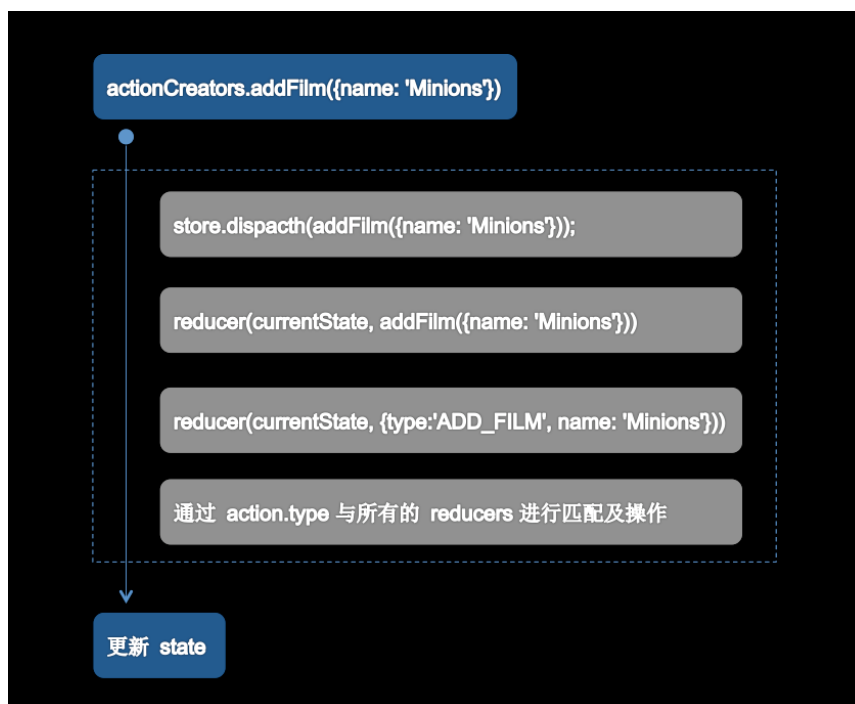 actionCreators.addFilm({name: 'Minions'})
store.dispacth(addFilm({name: 'Minions'}));
reducer(currentState, addFilm({name: 'Minions'}))
reducer(currentState, {type:'ADD_FILM', name: 'Minions'}))
通过 action.type 与所有的 reducers 进行匹配及操作
更新 state